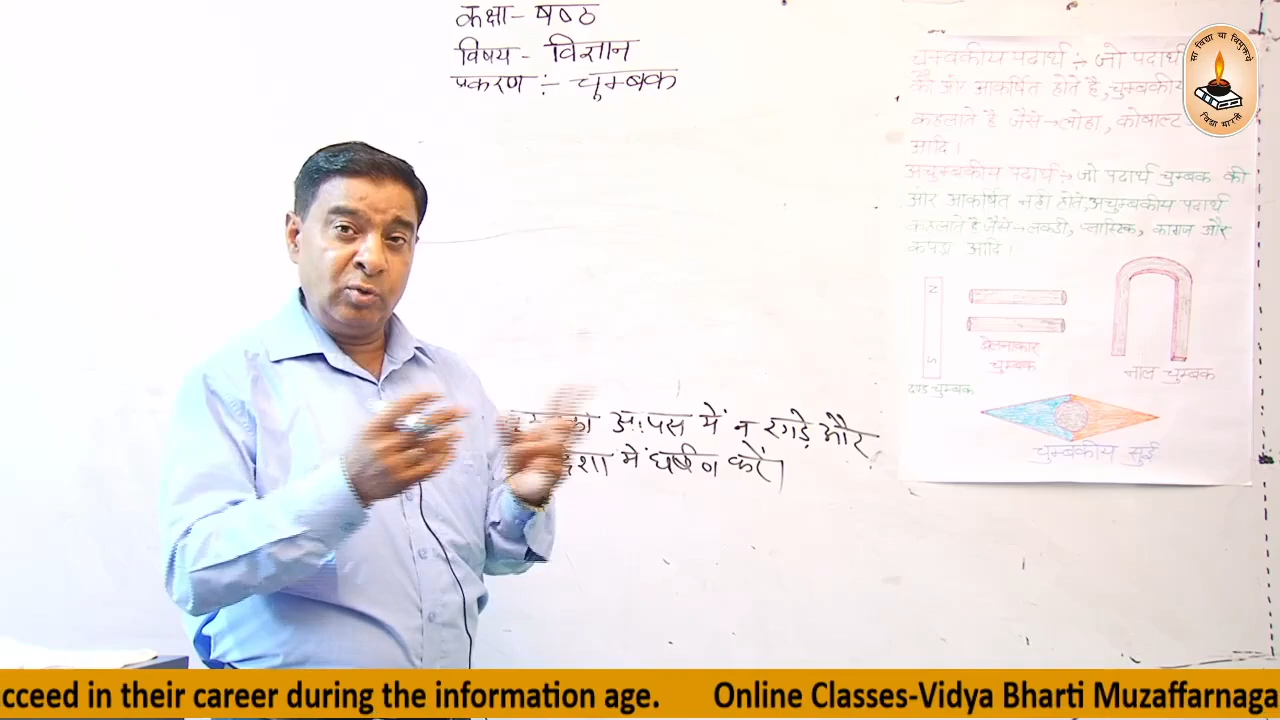 कक्षा - षष्ठ
विषय - विज्ञान
प्रकरण :- चुम्बक
चुम्बकीय पदार्थ :- जो पदार्थ
की ओर आकर्षित होते है, चुम्बकीय
कहलाते है जैसे→लोहा, कोबाल्ट
आदि।
अचुम्बकीय पदार्थ :- जो पदार्थ चुम्बक की
ओर आकर्षित नही होते, अचुम्बकीय पदार्थ
कहलाते है जैसे→लकडी, प्लास्टिक, कागज और
कपड़ा आदि।
N
S
दण्ड चुम्बक
बेलनाकार
चुम्बक
नाल चुम्बक
चुम्बकीय सुई
आपस में न रगड़े और
में घर्षण करें।
सा विद्या या विमुक्तये
विद्या भारती
cceed in their career during the information age. Online Classes-Vidya Bharti Muzaffarnaga